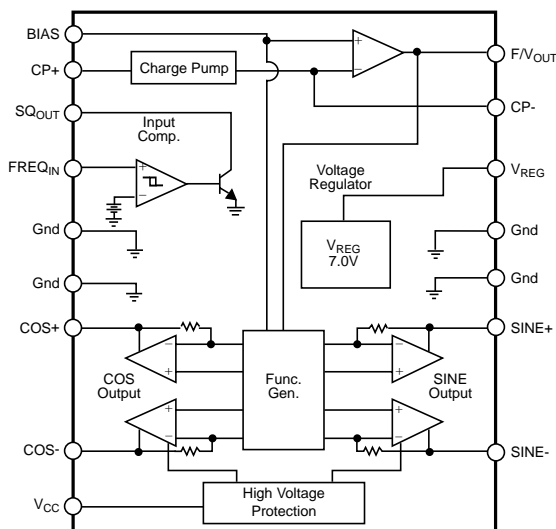 BIAS
F/VOUT
CP+
Charge Pump
+
−
SQOUT
CP-
Input
Comp.
FREQIN
+
−
Voltage
Regulator
VREG
Gnd
VREG
7.0V
Gnd
Gnd
Gnd
COS+
SINE+
−
+
COS
Output
Func.
Gen.
−
+
SINE
Output
+
−
+
−
COS-
SINE-
VCC
High Voltage
Protection